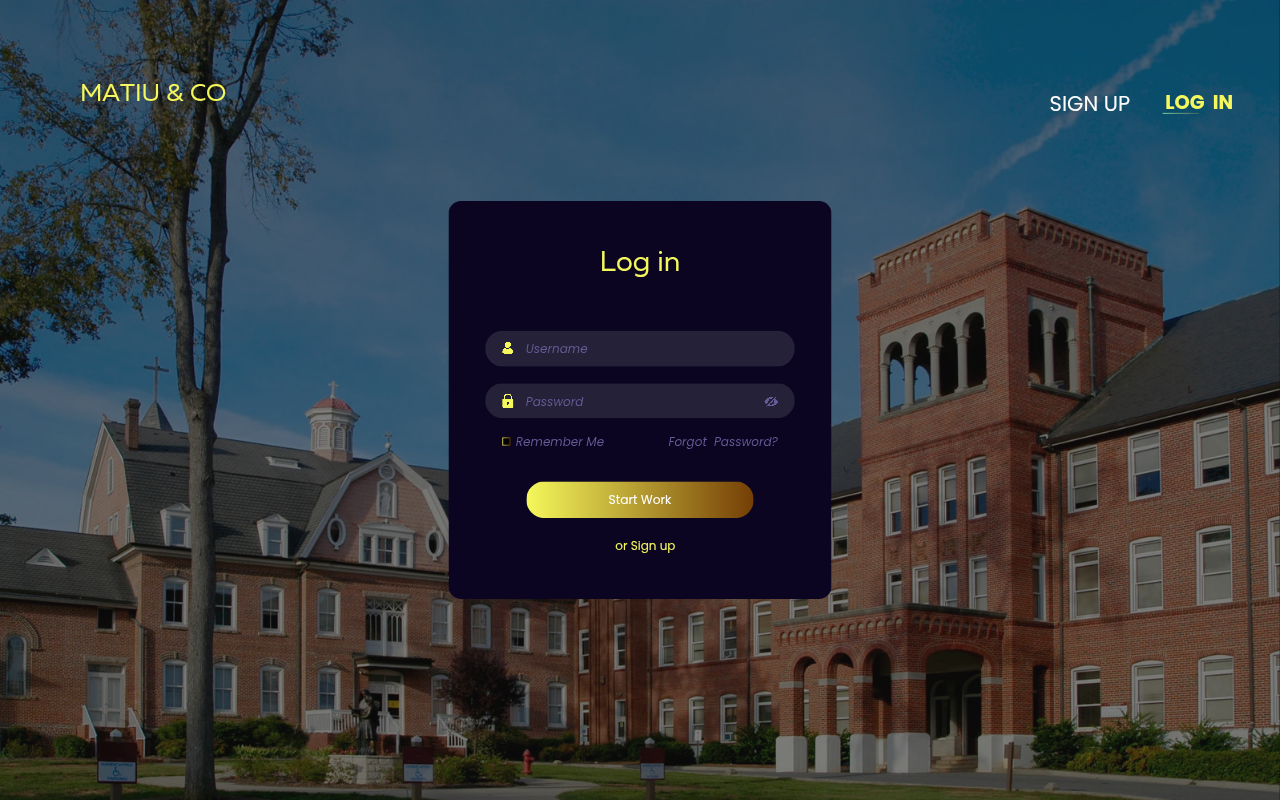 MATIU & CO
SIGN UP
LOG IN
Log in
Username
Password
Remember Me
Forgot Password?
Start Work
or Sign up